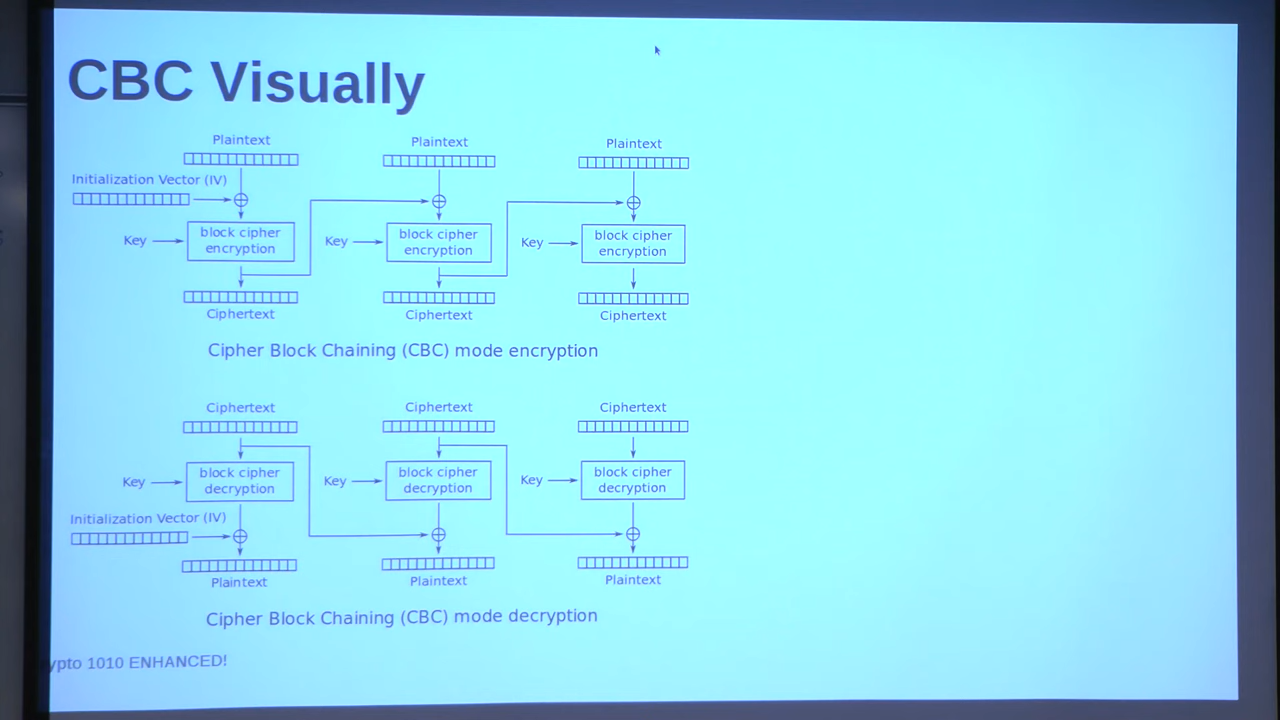 CBC Visually
Plaintext Plaintext Plaintext
Initialization Vector (IV)
Key block cipher encryption Key block cipher encryption Key block cipher encryption
Ciphertext Ciphertext Ciphertext
Cipher Block Chaining (CBC) mode encryption
Ciphertext Ciphertext Ciphertext
Key block cipher decryption Key block cipher decryption Key block cipher decryption
Initialization Vector (IV)
Plaintext Plaintext Plaintext
Cipher Block Chaining (CBC) mode decryption
ypto 1010 ENHANCED!